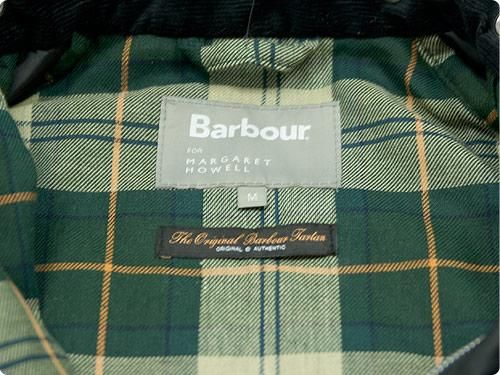 Barbour
FOR
MARGARET
HOWELL
M
The Original Barbour Tartan
ORIGINAL & AUTHENTIC